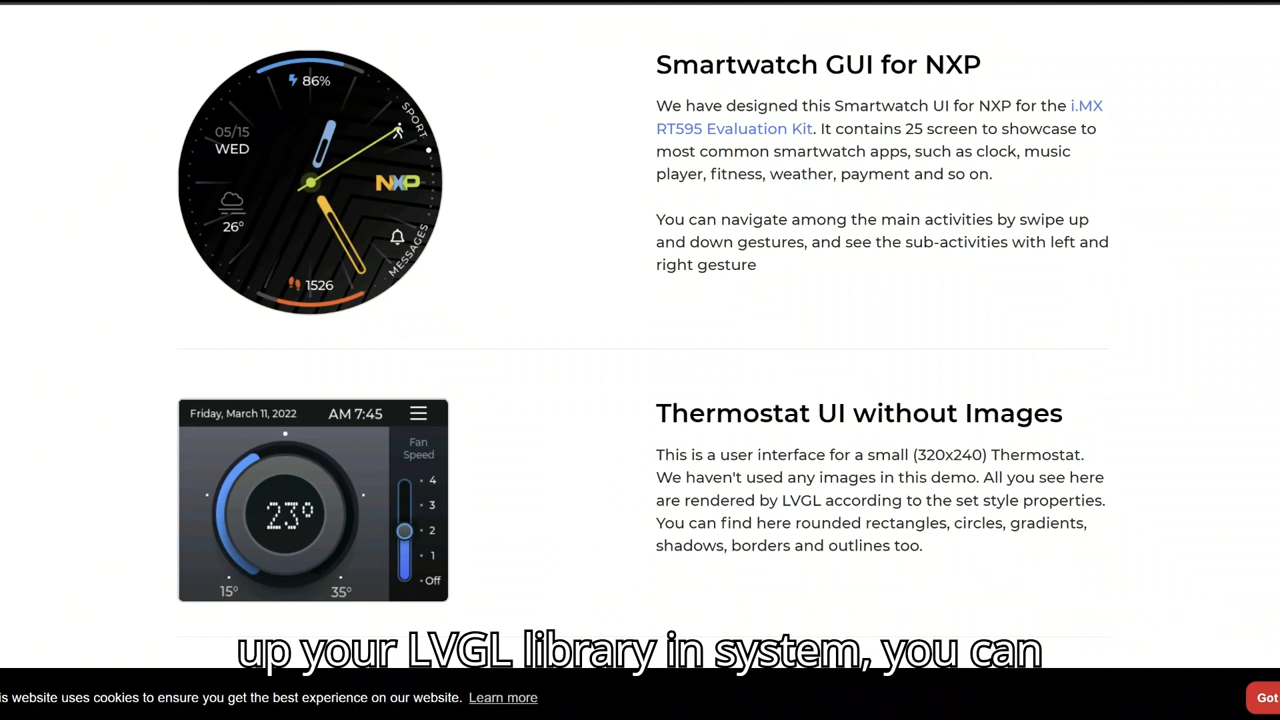 86%
05/15
WED
SPORT
NXP
26°
MESSAGES
1526
Smartwatch GUI for NXP
We have designed this Smartwatch UI for NXP for the i.MX
RT595 Evaluation Kit. It contains 25 screen to showcase to
most common smartwatch apps, such as clock, music
player, fitness, weather, payment and so on.
You can navigate among the main activities by swipe up
and down gestures, and see the sub-activities with left and
right gesture
Friday, March 11, 2022 AM 7:45
Fan
Speed
4
3
2
1
Off
23°
15° 35°
Thermostat UI without Images
This is a user interface for a small (320x240) Thermostat.
We haven't used any images in this demo. All you see here
are rendered by LVGL according to the set style properties.
You can find here rounded rectangles, circles, gradients,
shadows, borders and outlines too.
up your LVGL library in system, you can
is website uses cookies to ensure you get the best experience on our website. Learn more
Got